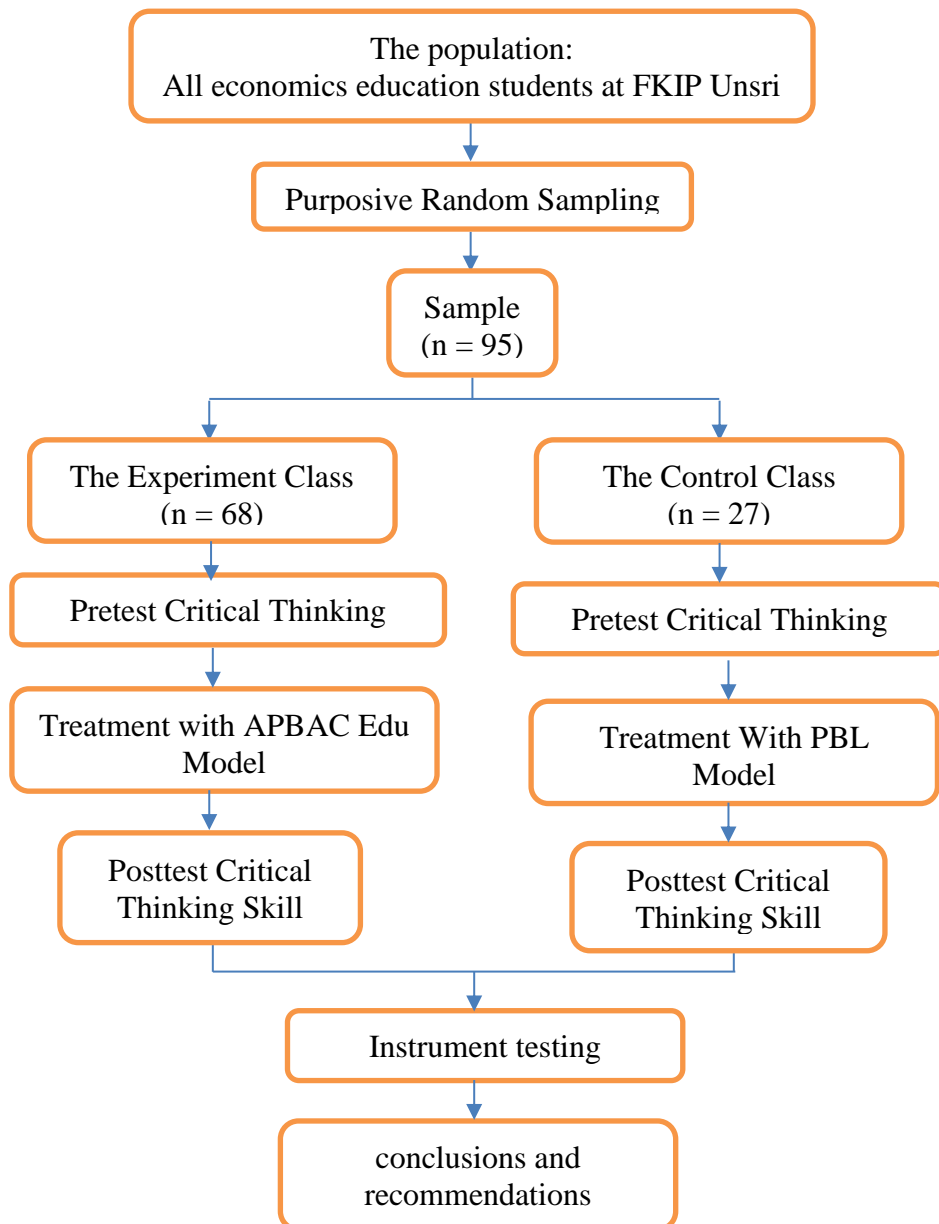 The population:
All economics education students at FKIP Unsri
Purposive Random Sampling
Sample
(n = 95)
The Experiment Class
(n = 68)
The Control Class
(n = 27)
Pretest Critical Thinking
Pretest Critical Thinking
Treatment with APBAC Edu
Model
Treatment With PBL
Model
Posttest Critical
Thinking Skill
Posttest Critical
Thinking Skill
Instrument testing
conclusions and
recommendations